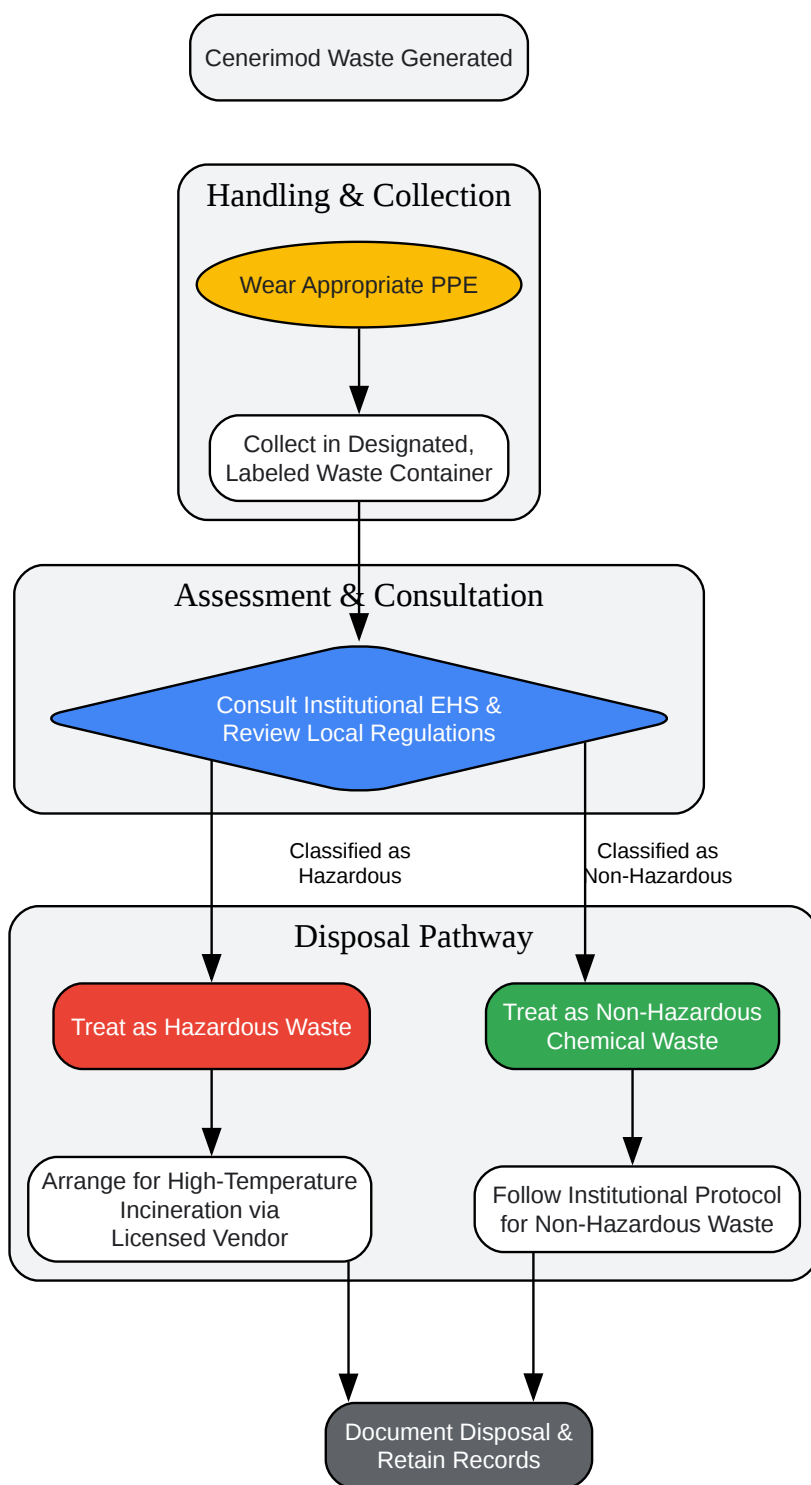 Cenerimod Waste Generated
Handling & Collection
Wear Appropriate PPE
Collect in Designated,
Labeled Waste Container
Assessment & Consultation
Consult Institutional EHS &
Review Local Regulations
Classified as
Hazardous
Classified as
Non-Hazardous
Disposal Pathway
Treat as Hazardous Waste
Treat as Non-Hazardous
Chemical Waste
Arrange for High-Temperature
Incineration via
Licensed Vendor
Follow Institutional Protocol
for Non-Hazardous Waste
Document Disposal &
Retain Records